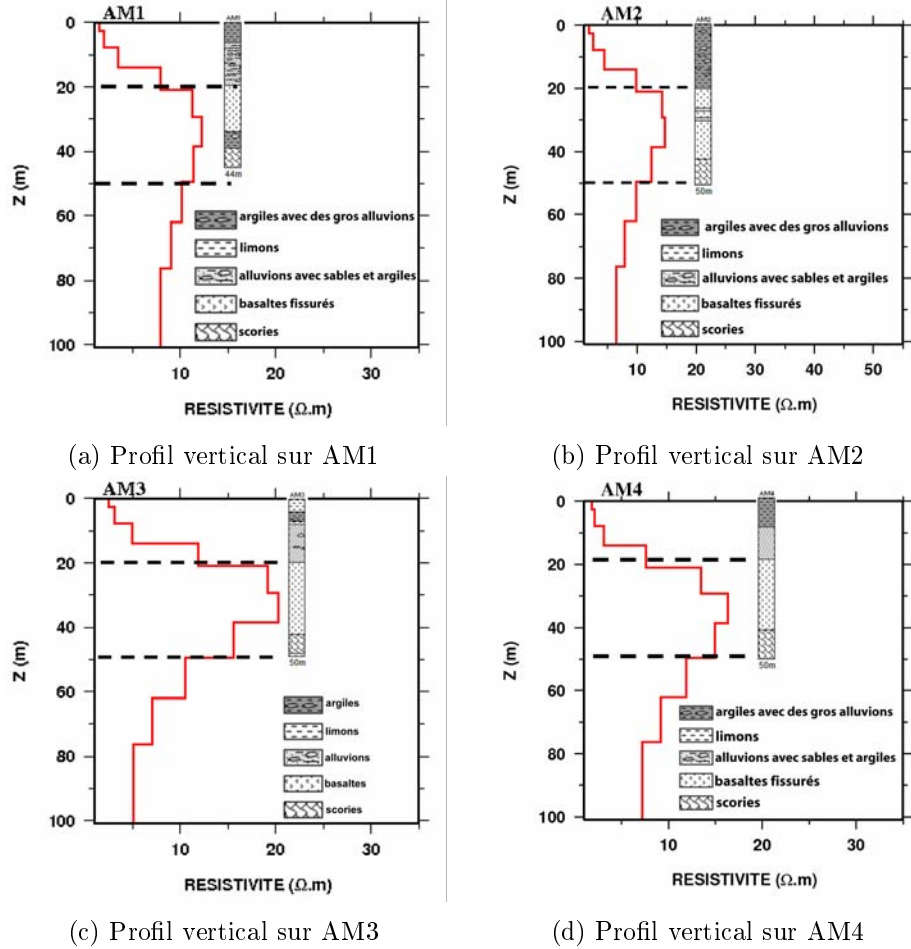 AM1
AM1
0
20
40
60
80
100
Z (m)
44m
argiles avec des gros alluvions
limons
alluvions avec sables et argiles
basaltes fissurés
scories
10
20
30
RESISTIVITE (Ω.m)
(a) Profil vertical sur AM1
AM2
AM2
0
20
40
60
80
100
Z (m)
50m
argiles avec des gros alluvions
limons
alluvions avec sables et argiles
basaltes fissurés
scories
10
20
30
40
50
RESISTIVITE (Ω.m)
(b) Profil vertical sur AM2
AM3
AM3
0
20
40
60
80
100
Z (m)
50m
argiles
limons
alluvions
basaltes
scories
10
20
30
RESISTIVITE (Ω.m)
(c) Profil vertical sur AM3
AM4
AM4
0
20
40
60
80
100
Z (m)
50m
argiles avec des gros alluvions
limons
alluvions avec sables et argiles
basaltes fissurés
scories
10
20
30
RESISTIVITE (Ω.m)
(d) Profil vertical sur AM4